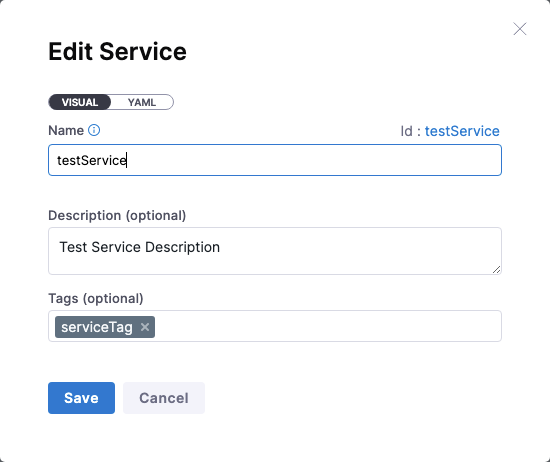 Edit Service
VISUAL YAML
Name Id : testService
testService
Description (optional)
Test Service Description
Tags (optional)
serviceTag
Save Cancel